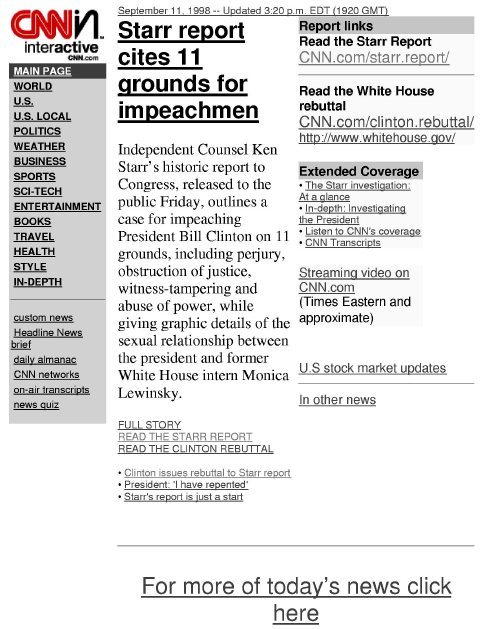 CNNin
interactive
CNN.com
MAIN PAGE
WORLD
U.S.
U.S. LOCAL
POLITICS
WEATHER
BUSINESS
SPORTS
SCI-TECH
ENTERTAINMENT
BOOKS
TRAVEL
HEALTH
STYLE
IN-DEPTH
custom news
Headline News
brief
daily almanac
CNN networks
on-air transcripts
news quiz
September 11, 1998 -- Updated 3:20 p.m. EDT (1920 GMT)
Starr report
cites 11
grounds for
impeachmen
Independent Counsel Ken
Starr's historic report to
Congress, released to the
public Friday, outlines a
case for impeaching
President Bill Clinton on 11
grounds, including perjury,
obstruction of justice,
witness-tampering and
abuse of power, while
giving graphic details of the
sexual relationship between
the president and former
White House intern Monica
Lewinsky.
FULL STORY
READ THE STARR REPORT
READ THE CLINTON REBUTTAL
• Clinton issues rebuttal to Starr report
• President: 'I have repented'
• Starr's report is just a start
Report links
Read the Starr Report
CNN.com/starr.report/
Read the White House
rebuttal
CNN.com/clinton.rebuttal/
http://www.whitehouse.gov/
Extended Coverage
• The Starr investigation:
At a glance
• In-depth: Investigating
the President
• Listen to CNN's coverage
• CNN Transcripts
Streaming video on
CNN.com
(Times Eastern and
approximate)
U.S stock market updates
In other news
For more of today's news click
here